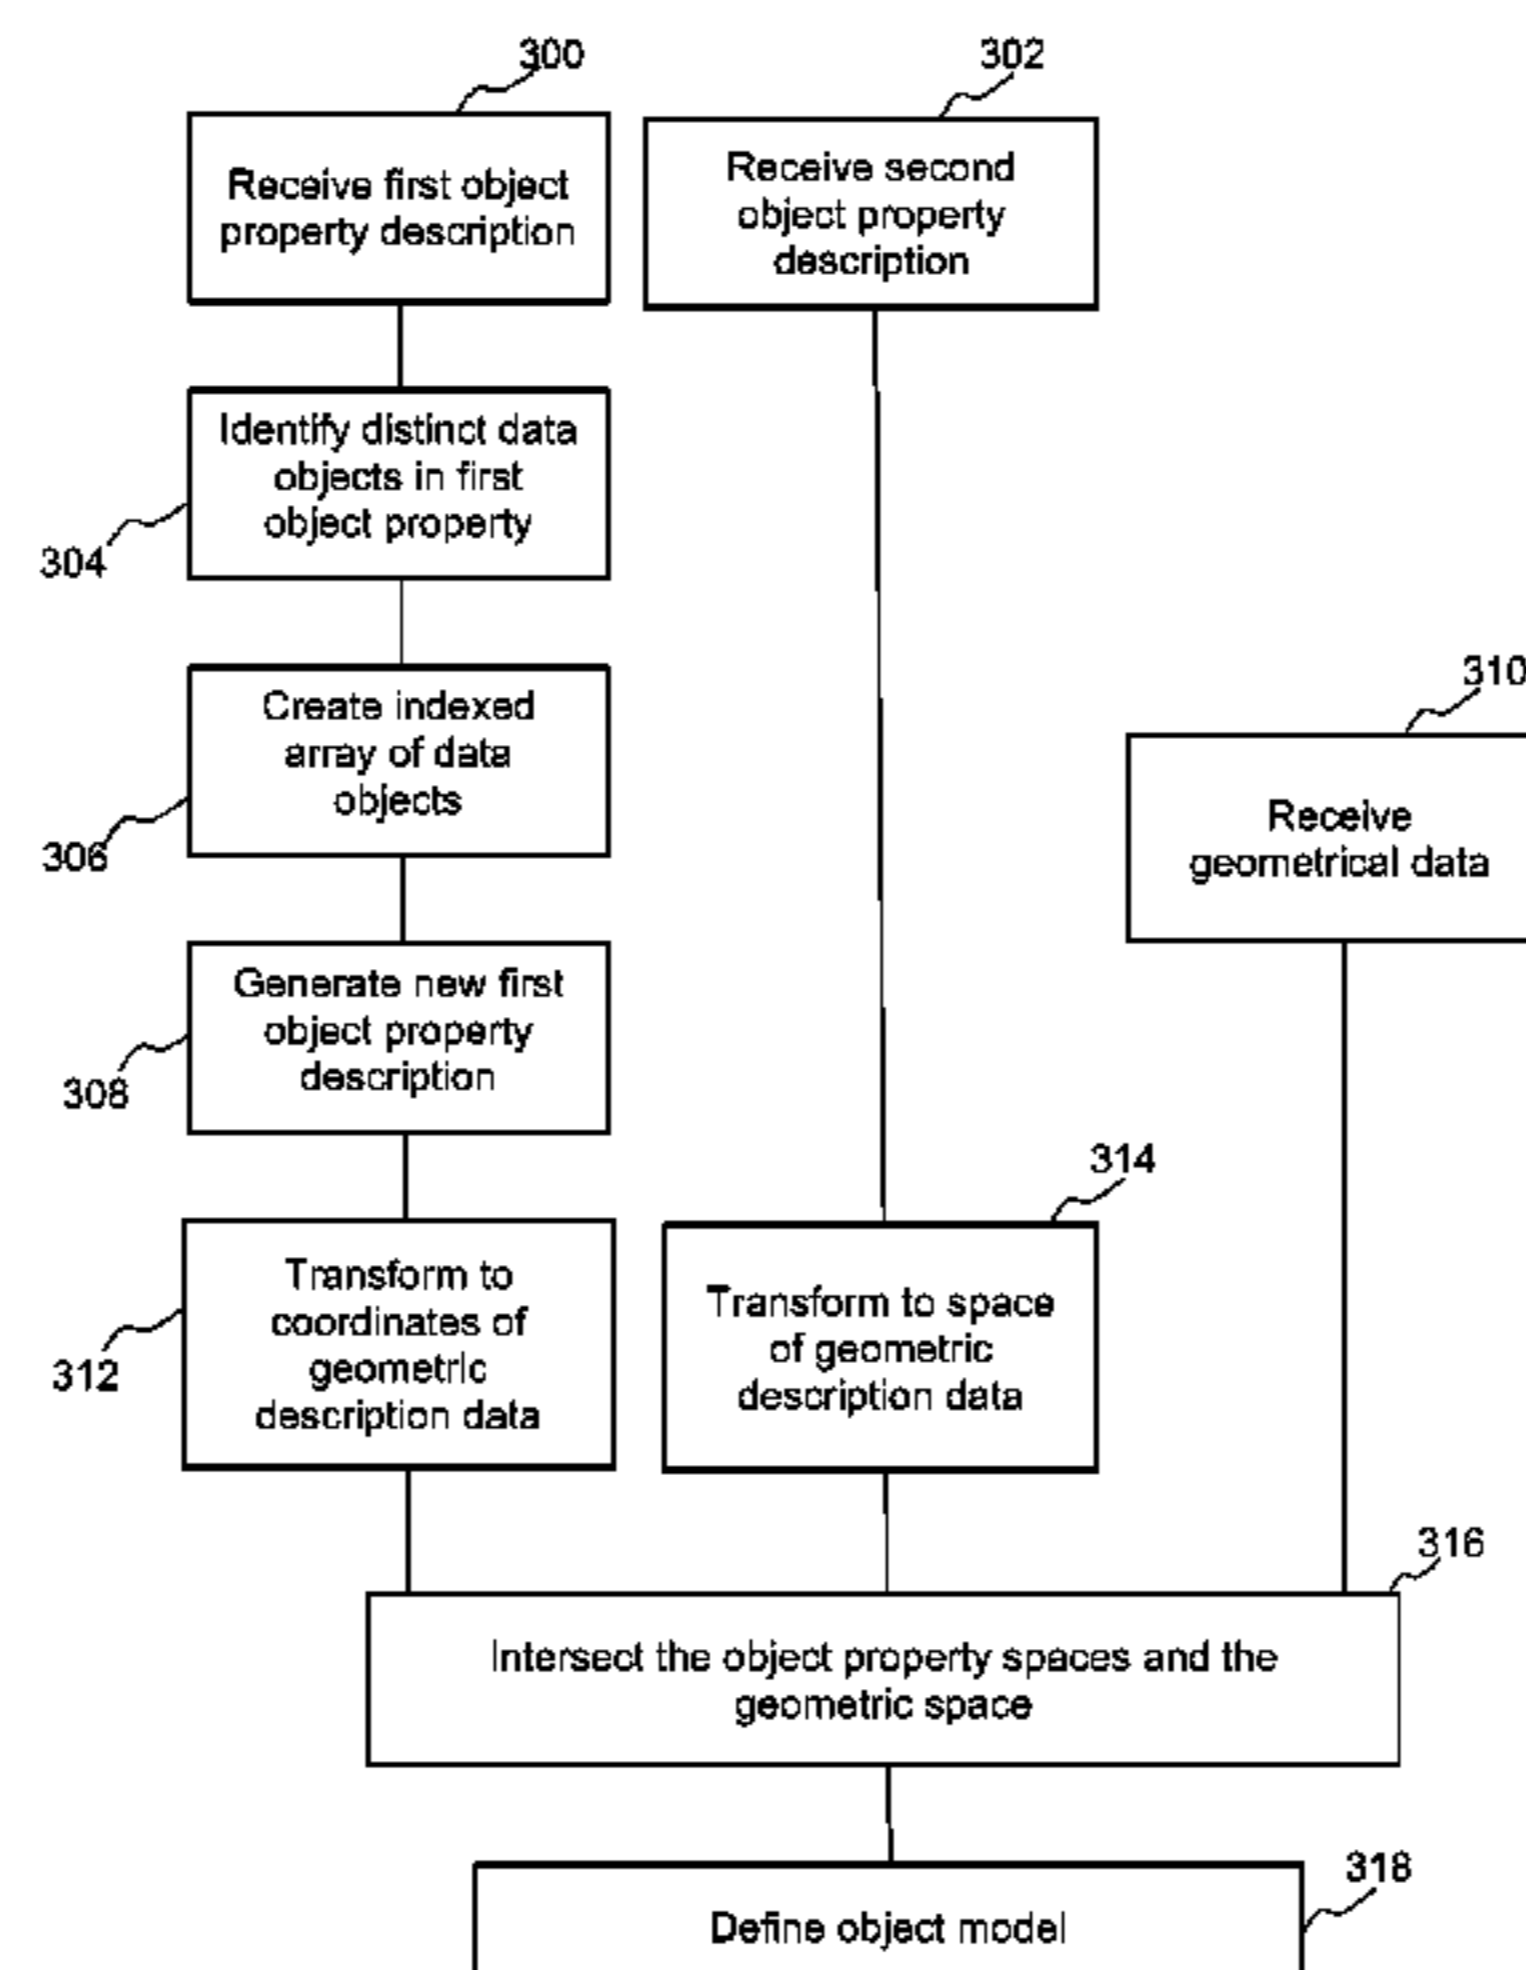 300
302
Receive first object
property description
Receive second
object property
description
Identify distinct data
objects in first
object property
304
Create indexed
array of data
objects
306
310
Receive
geometrical data
Generate new first
object property
description
308
314
Transform to
coordinates of
geometric
description data
312
Transform to space
of geometric
description data
316
Intersect the object property spaces and the
geometric space
318
Define object model